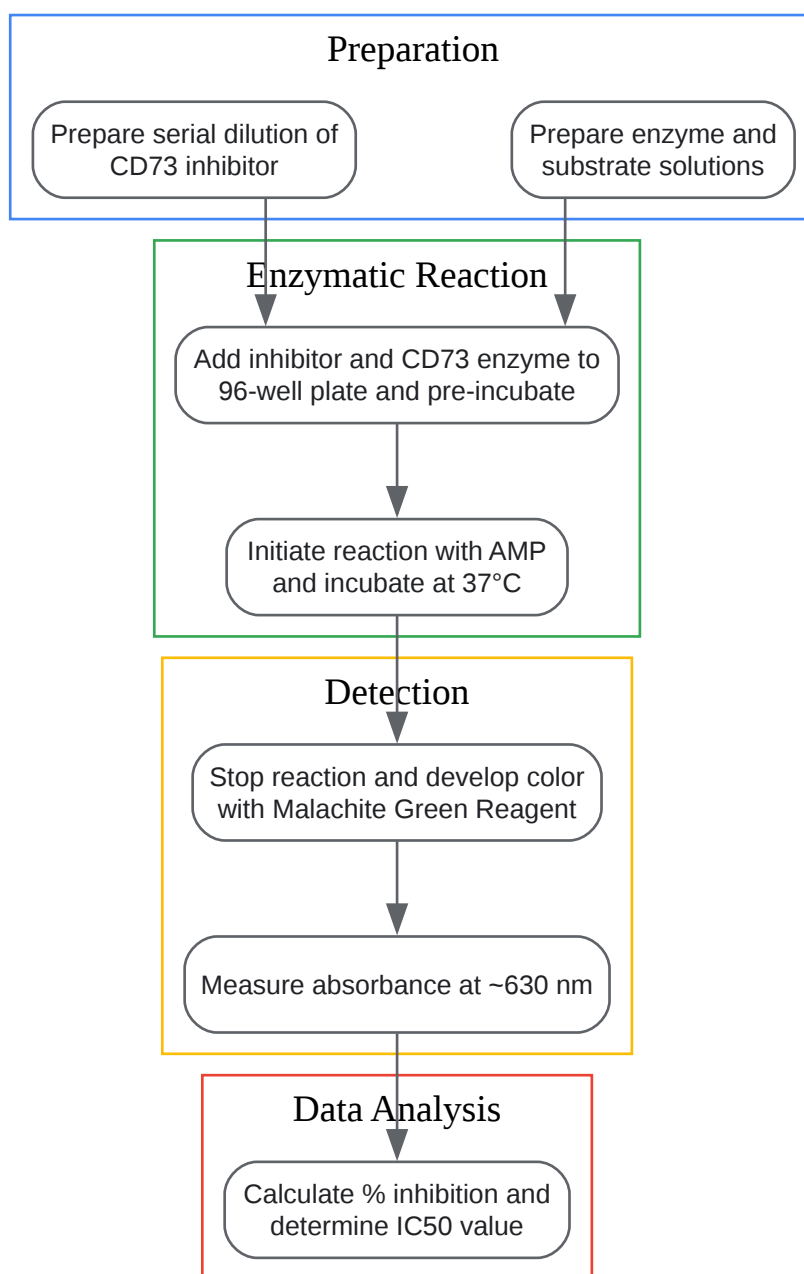 Preparation
Prepare serial dilution of
CD73 inhibitor
Prepare enzyme and
substrate solutions
Enzymatic Reaction
Add inhibitor and CD73 enzyme to
96-well plate and pre-incubate
Initiate reaction with AMP
and incubate at 37°C
Detection
Stop reaction and develop color
with Malachite Green Reagent
Measure absorbance at ~630 nm
Data Analysis
Calculate % inhibition and
determine IC50 value